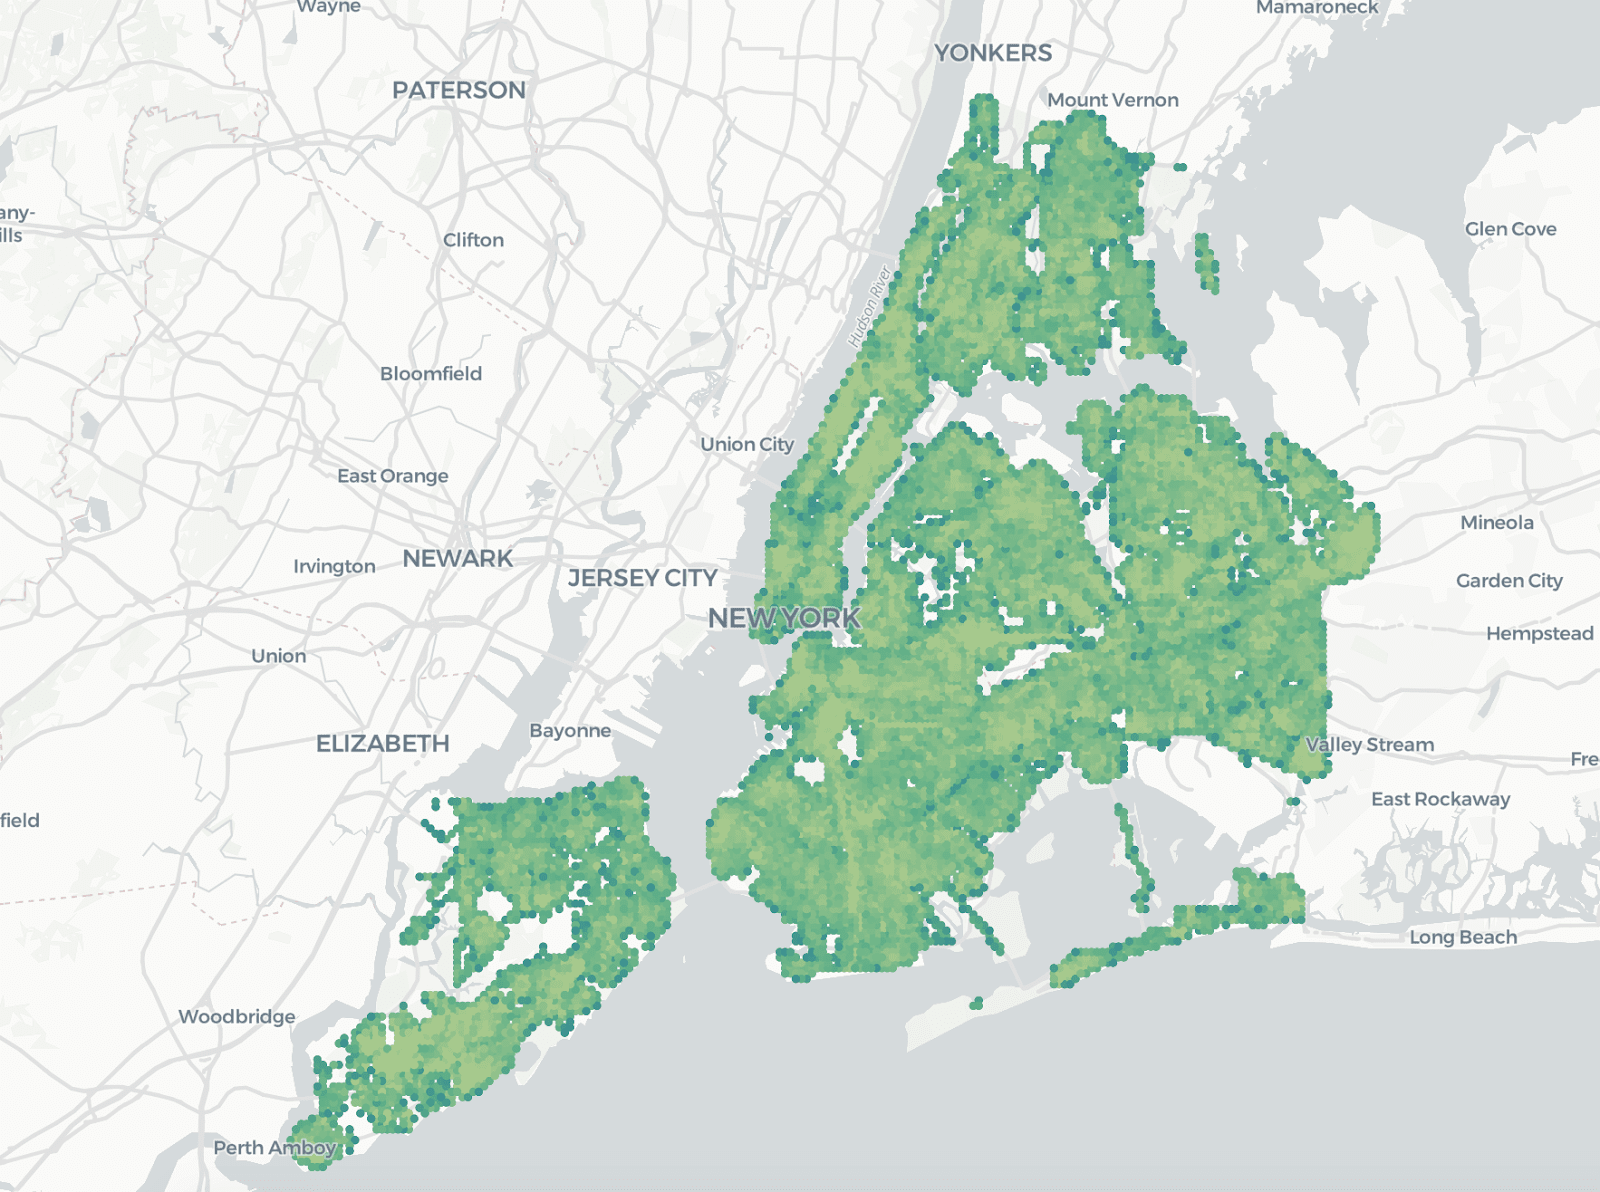 Wayne
Mamaroneck
YONKERS
PATERSON
Mount Vernon
any-
ills
Clifton
Glen Cove
Hudson River
Bloomfield
Union City
East Orange
Mineola
NEWARK
Irvington
JERSEY CITY
Garden City
NEW YORK
Hempstead
Union
Bayonne
ELIZABETH
Valley Stream
Fre
East Rockaway
field
Long Beach
Woodbridge
Perth Amboy